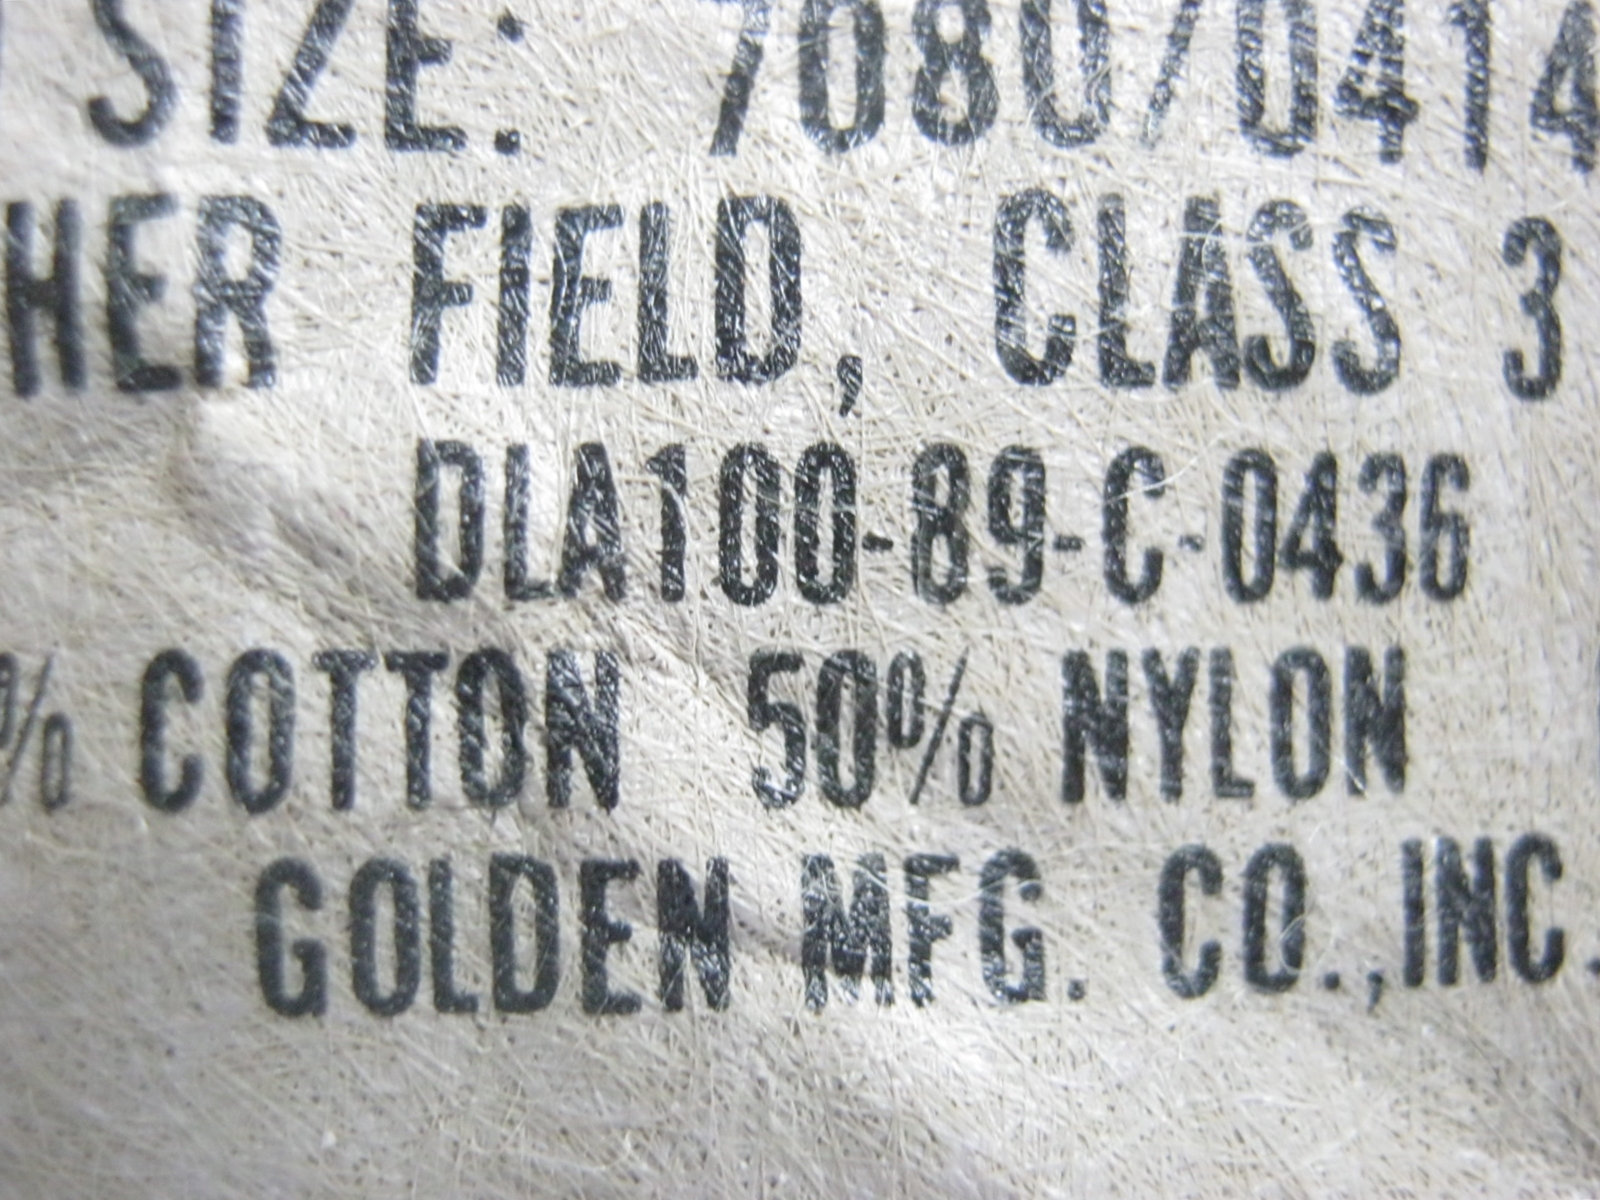 SIZE: 7080/0414
HER FIELD, CLASS 3
DLA100-89-C-0436
% COTTON 50% NYLON
GOLDEN MFG. CO.,INC.